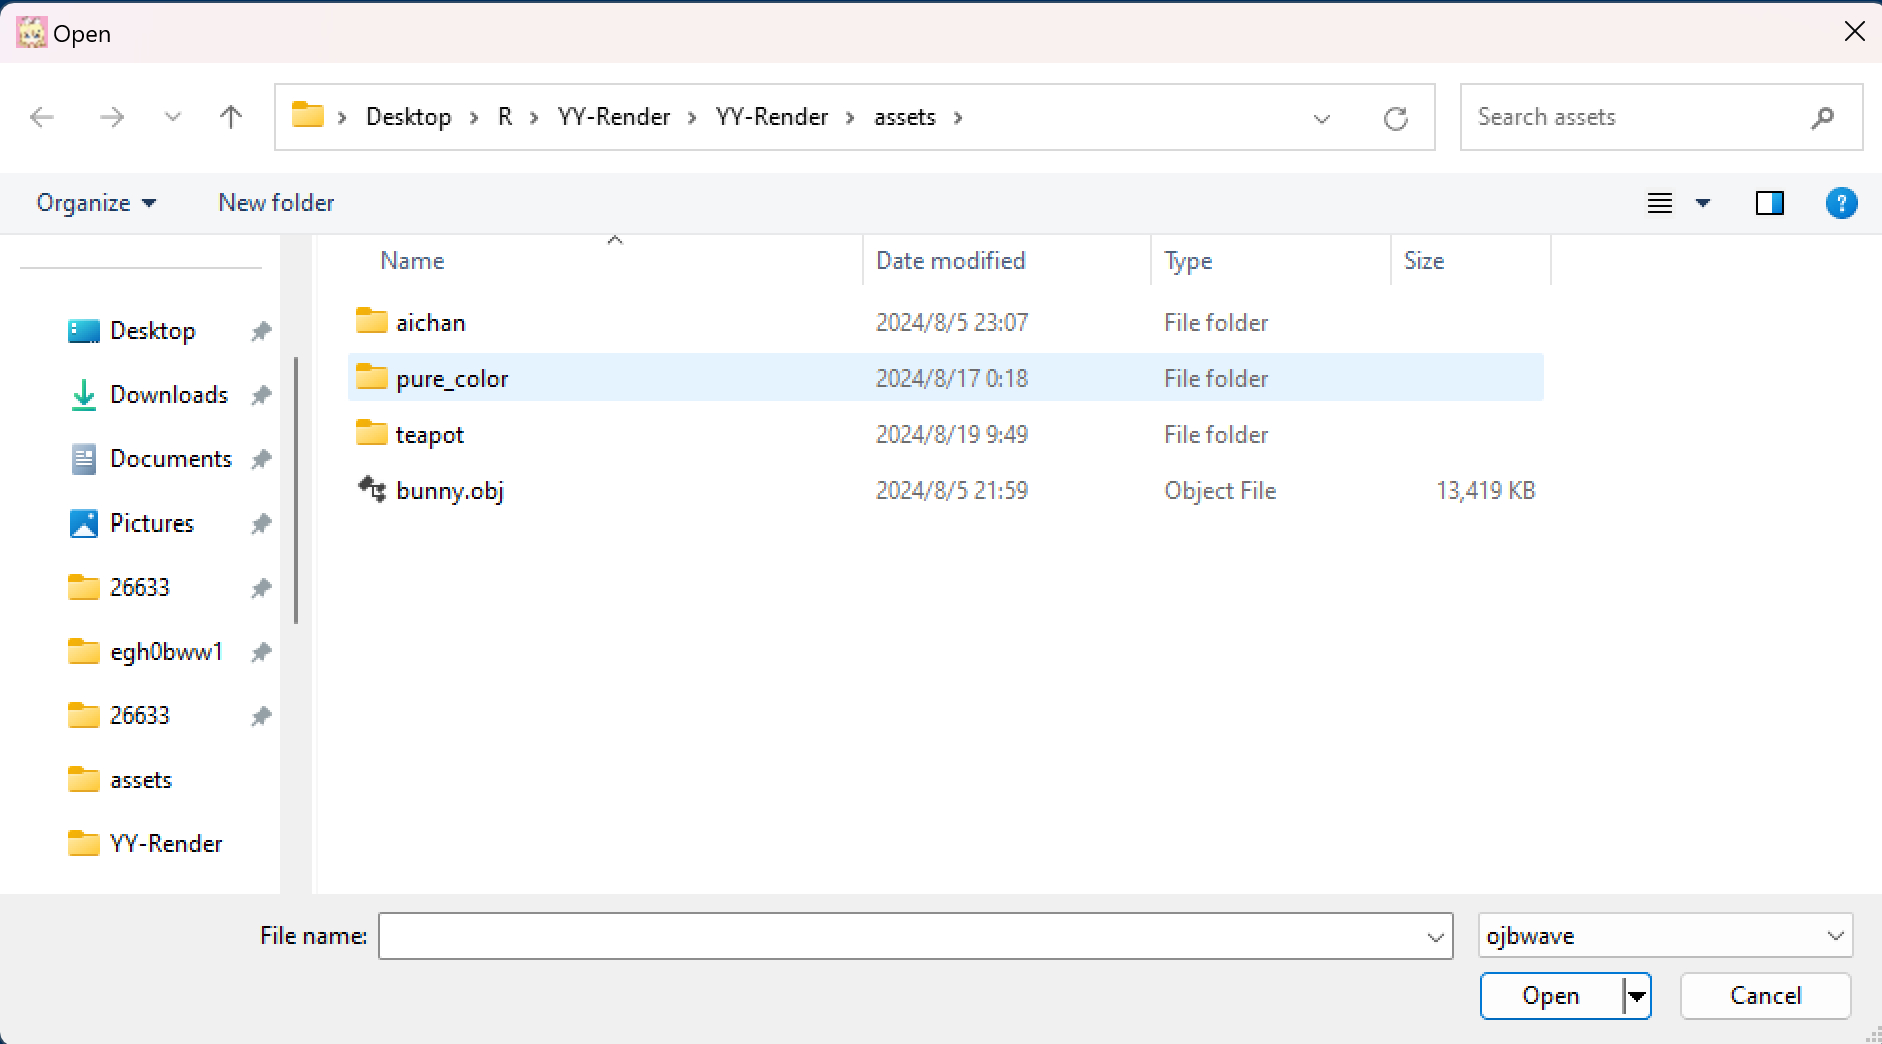 Open
Desktop R YY-Render YY-Render assets
Search assets
Organize New folder
?
Name Date modified Type Size
aichan 2024/8/5 23:07 File folder
pure_color 2024/8/17 0:18 File folder
teapot 2024/8/19 9:49 File folder
bunny.obj 2024/8/5 21:59 Object File 13,419 KB
Desktop
Downloads
Documents
Pictures
26633
egh0bww1
26633
assets
YY-Render
File name:
ojbwave
Open Cancel